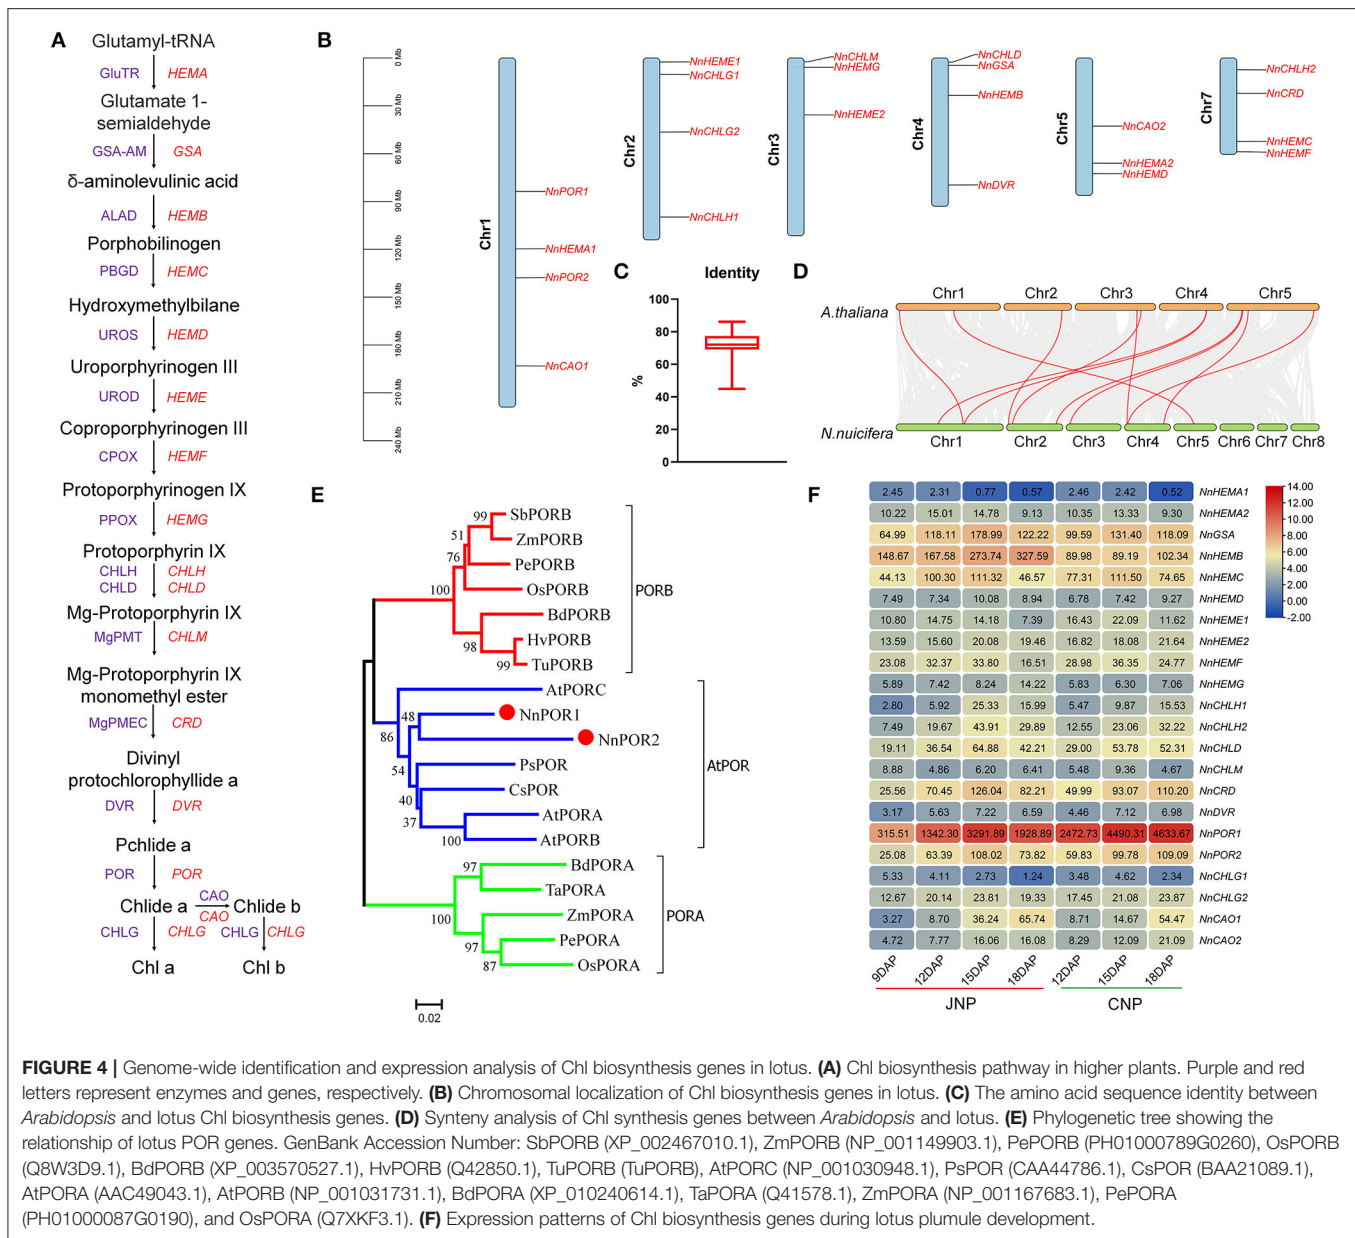 A
Glutamyl-tRNA
GluTR HEMA
Glutamate 1-
semialdehyde
GSA-AM GSA
δ-aminolevulinic acid
ALAD HEMB
Porphobilinogen
PBGD HEMC
Hydroxymethylbilane
UROS HEMD
Uroporphyrinogen III
UROD HEME
Coproporphyrinogen III
CPOX HEMF
Protoporphyrinogen IX
PPOX HEMG
Protoporphyrin IX
CHLH CHLH
CHLD CHLD
Mg-Protoporphyrin IX
MgPMT CHLM
Mg-Protoporphyrin IX
monomethyl ester
MgPMEC CRD
Divinyl
protochlorophyllide a
DVR DVR
Pchlide a
POR POR
CAO
Chlide a Chlide b
CAO
CHLG CHLG CHLG CHLG
Chl a Chl b
B
0 Mb
30 Mb
60 Mb
90 Mb
120 Mb
150 Mb
180 Mb
210 Mb
240 Mb
Chr1
NnPOR1
NnHEMA1
NnPOR2
NnCAO1
Chr2
NnHEME1
NnCHLG1
NnCHLG2
NnCHLH1
Chr3
NnCHLM
NnHEMG
NnHEME2
Chr4
NnCHLD
NnGSA
NnHEMB
NnDVR
Chr5
NnCAO2
NnHEMA2
NnHEMD
Chr7
NnCHLH2
NnCRD
NnHEMC
NnHEMF
C
Identity
%
100
80
60
40
20
0
D
Chr1 Chr2 Chr3 Chr4 Chr5
A.thaliana
N.nuicifera
Chr1 Chr2 Chr3 Chr4 Chr5 Chr6 Chr7 Chr8
E
SbPORB
ZmPORB
PePORB
OsPORB
BdPORB
HvPORB
TuPORB
AtPORC
NnPOR1
NnPOR2
PsPOR
CsPOR
AtPORA
AtPORB
BdPORA
TaPORA
ZmPORA
PePORA
OsPORA
99
51
76
100
98
99
48
86
54
40
37
100
97
100
97
87
PORB
AtPOR
PORA
0.02
F
2.45 2.31 0.77 0.57 2.46 2.42 0.52 NnHEMA1
10.22 15.01 14.78 9.13 10.35 13.33 9.30 NnHEMA2
64.99 118.11 178.99 122.22 99.59 131.40 118.09 NnGSA
148.67 167.58 273.74 327.59 89.98 89.19 102.34 NnHEMB
44.13 100.30 111.32 46.57 77.31 111.50 74.65 NnHEMC
7.49 7.34 10.08 8.94 6.78 7.42 9.27 NnHEMD
10.80 14.75 14.18 7.39 16.43 22.09 11.62 NnHEME1
13.59 15.60 20.08 19.46 16.82 18.08 21.64 NnHEME2
23.08 32.37 33.80 16.51 28.98 36.35 24.77 NnHEMF
5.89 7.42 8.24 14.22 5.83 6.30 7.06 NnHEMG
2.80 5.92 25.33 15.99 5.47 9.87 15.53 NnCHLH1
7.49 19.67 43.91 29.89 12.55 23.06 32.22 NnCHLH2
19.11 36.54 64.88 42.21 29.00 53.78 52.31 NnCHLD
8.88 4.86 6.20 6.41 5.48 9.36 4.67 NnCHLM
25.56 70.45 126.04 82.21 49.99 93.07 110.20 NnCRD
3.17 5.63 7.22 6.59 4.46 7.12 6.98 NnDVR
315.51 1342.30 3291.89 1928.89 2472.73 4490.31 4633.67 NnPOR1
25.08 63.39 108.02 73.82 59.83 99.78 109.09 NnPOR2
5.33 4.11 2.73 1.24 3.48 4.62 2.34 NnCHLG1
12.67 20.14 23.81 19.33 17.45 21.08 23.87 NnCHLG2
3.27 8.70 36.24 65.74 8.71 14.67 54.47 NnCAO1
4.72 7.77 16.06 16.08 8.29 12.09 21.09 NnCAO2
9DAP 12DAP 15DAP 18DAP 12DAP 15DAP 18DAP
JNP CNP
14.00
12.00
10.00
8.00
6.00
4.00
2.00
0.00
-2.00
FIGURE 4 | Genome-wide identification and expression analysis of Chl biosynthesis genes in lotus. (A) Chl biosynthesis pathway in higher plants. Purple and red
letters represent enzymes and genes, respectively. (B) Chromosomal localization of Chl biosynthesis genes in lotus. (C) The amino acid sequence identity between
Arabidopsis and lotus Chl biosynthesis genes. (D) Synteny analysis of Chl synthesis genes between Arabidopsis and lotus. (E) Phylogenetic tree showing the
relationship of lotus POR genes. GenBank Accession Number: SbPORB (XP_002467010.1), ZmPORB (NP_001149903.1), PePORB (PH01000789G0260), OsPORB
(Q8W3D9.1), BdPORB (XP_003570527.1), HvPORB (Q42850.1), TuPORB (TuPORB), AtPORC (NP_001030948.1), PsPOR (CAA44786.1), CsPOR (BAA21089.1),
AtPORA (AAC49043.1), AtPORB (NP_001031731.1), BdPORA (XP_010240614.1), TaPORA (Q41578.1), ZmPORA (NP_001167683.1), PePORA
(PH01000087G0190), and OsPORA (Q7XKF3.1). (F) Expression patterns of Chl biosynthesis genes during lotus plumule development.